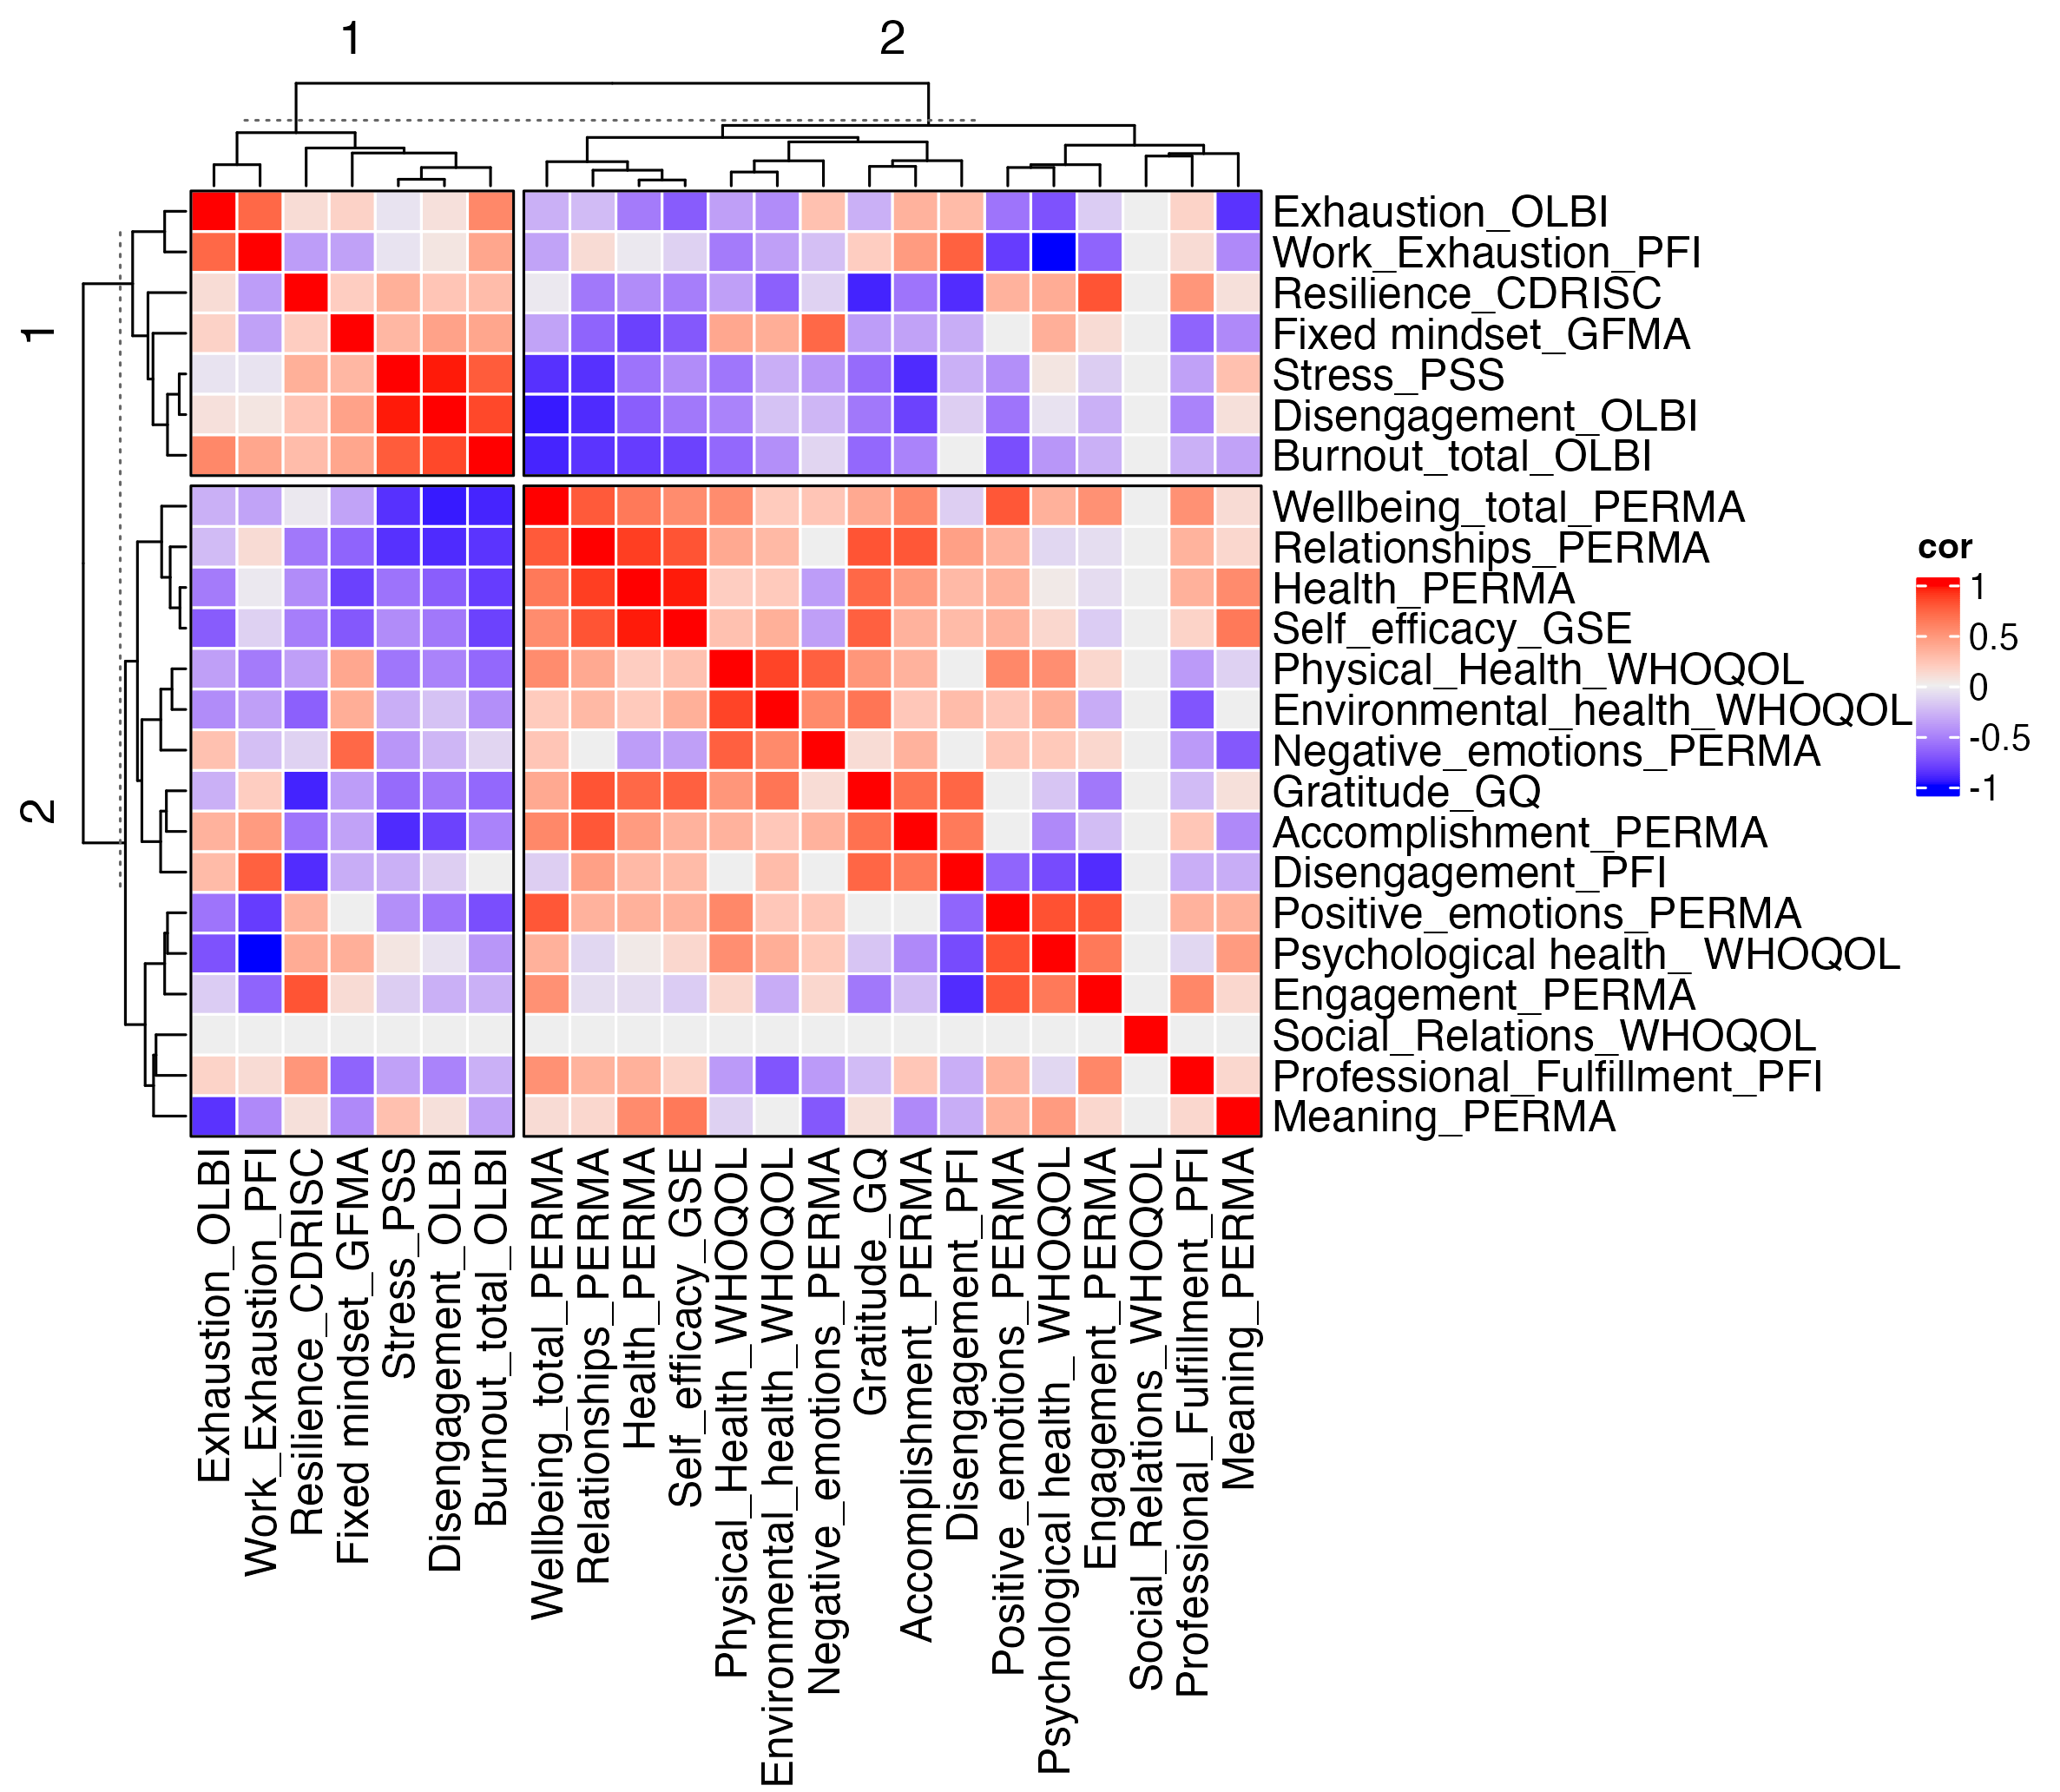 1
2
1
2
Exhaustion_OLBI
Work_Exhaustion_PFI
Resilience_CDRISC
Fixed mindset_GFMA
Stress_PSS
Disengagement_OLBI
Burnout_total_OLBI
Wellbeing_total_PERMA
Relationships_PERMA
Health_PERMA
Self_efficacy_GSE
Physical_Health_WHOQOL
Environmental_health_WHOQOL
Negative_emotions_PERMA
Gratitude_GQ
Accomplishment_PERMA
Disengagement_PFI
Positive_emotions_PERMA
Psychological health_ WHOQOL
Engagement_PERMA
Social_Relations_WHOQOL
Professional_Fulfillment_PFI
Meaning_PERMA
cor
1
0.5
0
-0.5
-1
Exhaustion_OLBI
Work_Exhaustion_PFI
Resilience_CDRISC
Fixed mindset_GFMA
Stress_PSS
Disengagement_OLBI
Burnout_total_OLBI
Wellbeing_total_PERMA
Relationships_PERMA
Health_PERMA
Self_efficacy_GSE
Physical_Health_WHOQOL
Environmental_health_WHOQOL
Negative_emotions_PERMA
Gratitude_GQ
Accomplishment_PERMA
Disengagement_PFI
Positive_emotions_PERMA
Psychological health_ WHOQOL
Engagement_PERMA
Social_Relations_WHOQOL
Professional_Fulfillment_PFI
Meaning_PERMA